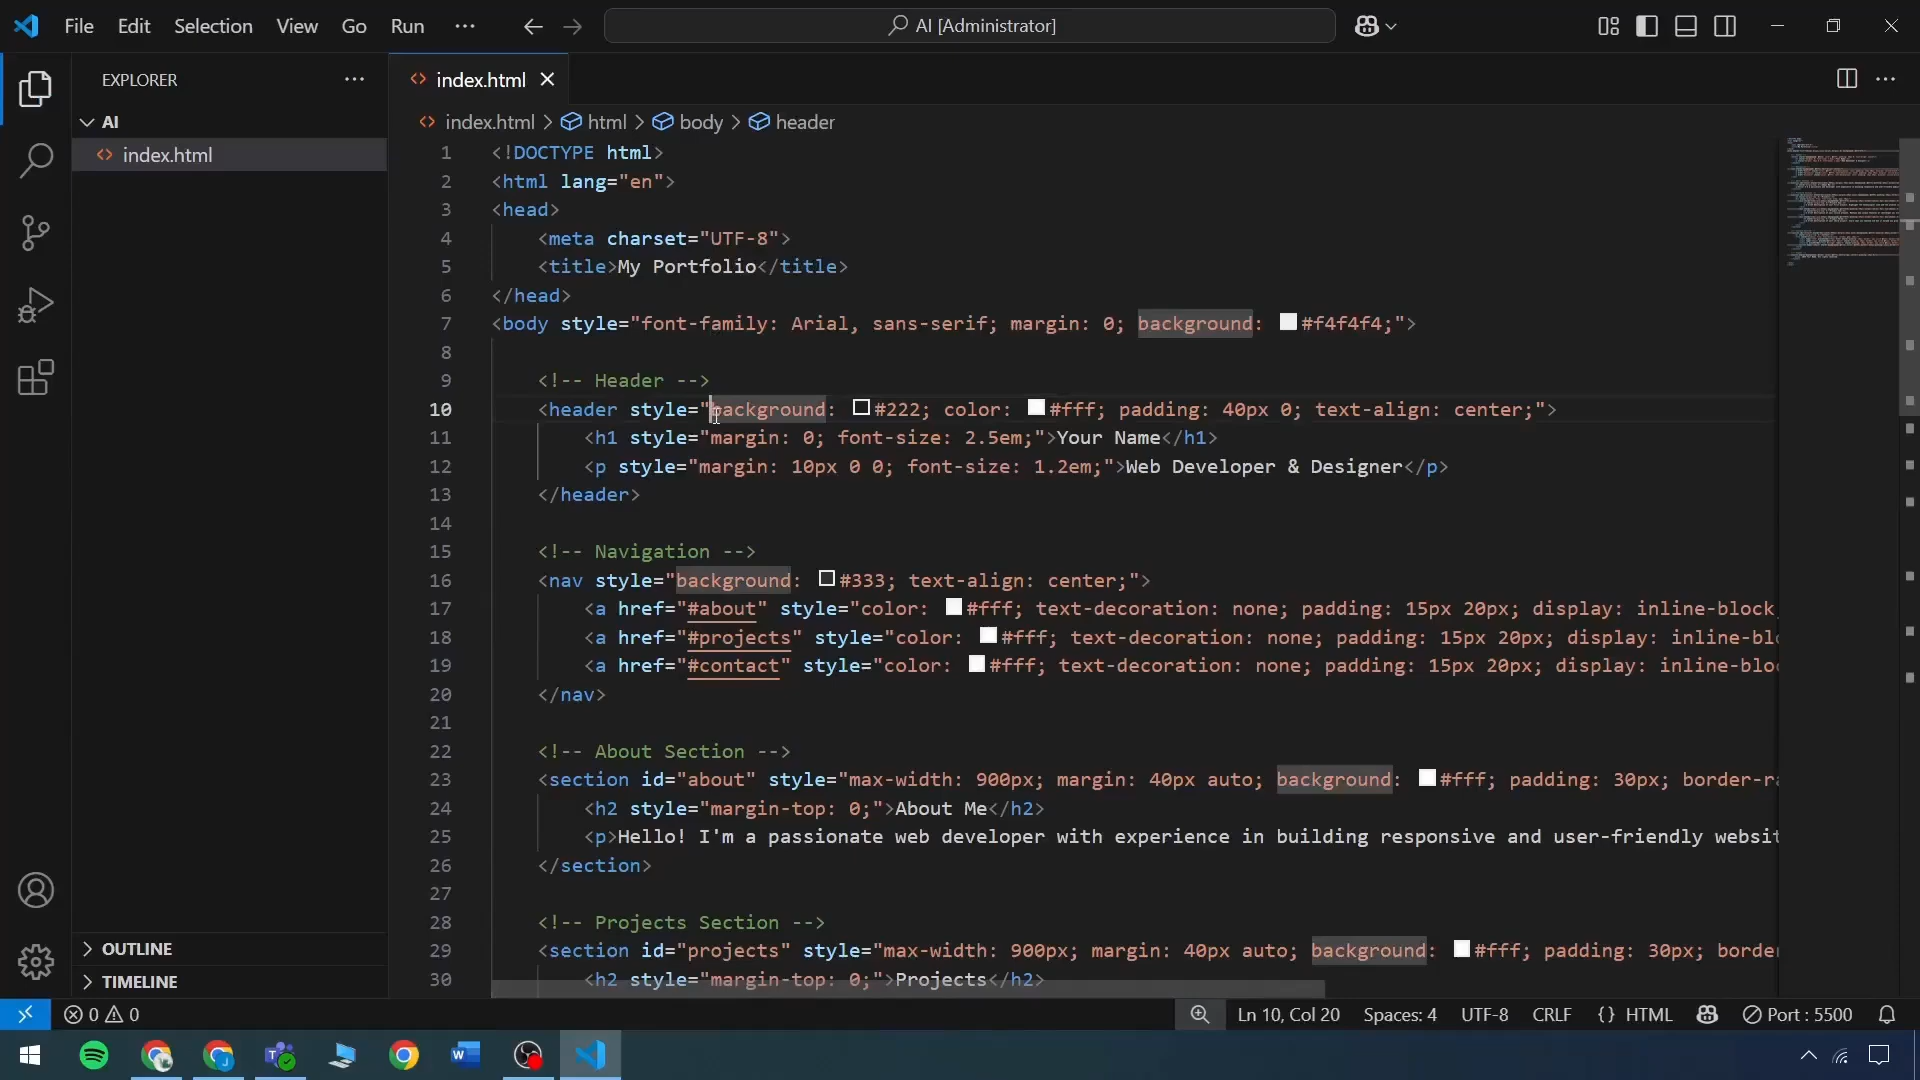 File Edit Selection View Go Run ··· AI [Administrator]
EXPLORER ···
AI
index.html
OUTLINE
TIMELINE
index.html
index.html > html > body > header
1 <!DOCTYPE html>
2 <html lang="en">
3 <head>
4 <meta charset="UTF-8">
5 <title>My Portfolio</title>
6 </head>
7 <body style="font-family: Arial, sans-serif; margin: 0; background: #f4f4f4;">
8
9 <!-- Header -->
10 <header style="background: #222; color: #fff; padding: 40px 0; text-align: center;">
11 <h1 style="margin: 0; font-size: 2.5em;">Your Name</h1>
12 <p style="margin: 10px 0 0; font-size: 1.2em;">Web Developer & Designer</p>
13 </header>
14
15 <!-- Navigation -->
16 <nav style="background: #333; text-align: center;">
17 <a href="#about" style="color: #fff; text-decoration: none; padding: 15px 20px; display: inline-block
18 <a href="#projects" style="color: #fff; text-decoration: none; padding: 15px 20px; display: inline-blo
19 <a href="#contact" style="color: #fff; text-decoration: none; padding: 15px 20px; display: inline-bloc
20 </nav>
21
22 <!-- About Section -->
23 <section id="about" style="max-width: 900px; margin: 40px auto; background: #fff; padding: 30px; border-ra
24 <h2 style="margin-top: 0;">About Me</h2>
25 <p>Hello! I'm a passionate web developer with experience in building responsive and user-friendly websit
26 </section>
27
28 <!-- Projects Section -->
29 <section id="projects" style="max-width: 900px; margin: 40px auto; background: #fff; padding: 30px; border
30 <h2 style="margin-top: 0;">Projects</h2>
0 0 Ln 10, Col 20 Spaces: 4 UTF-8 CRLF {} HTML Port : 5500